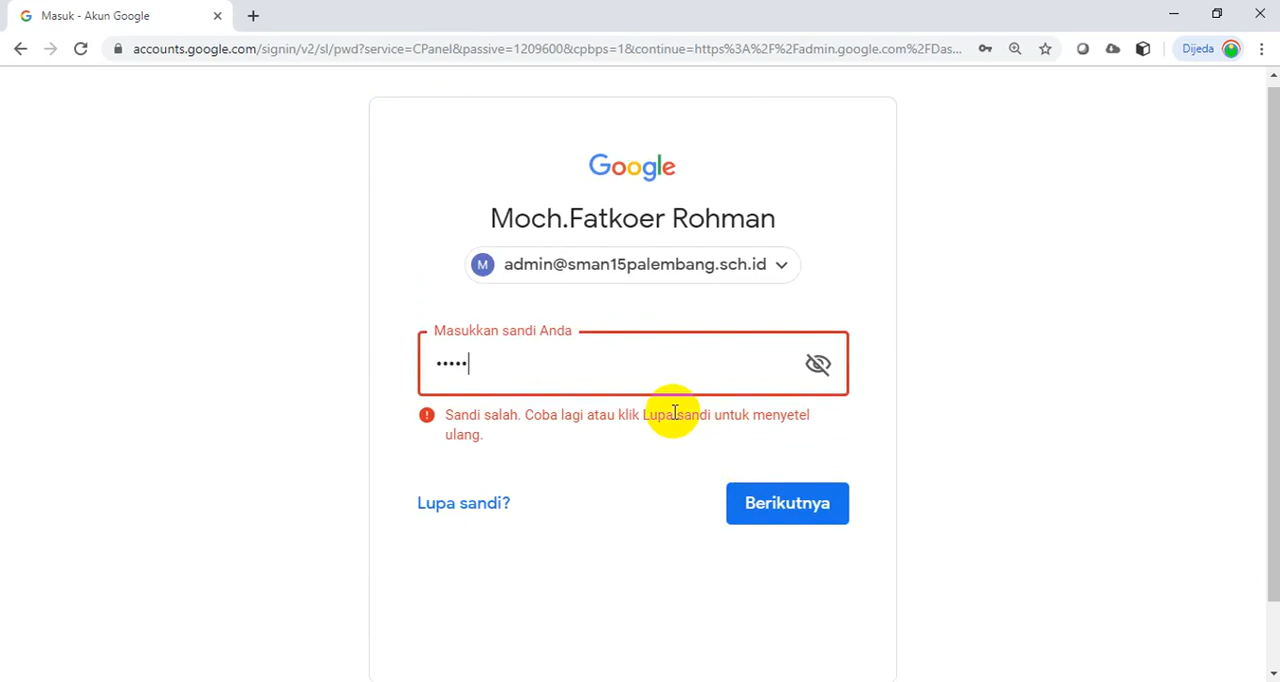 Masuk - Akun Google
accounts.google.com/signin/v2/sl/pwd?service=CPanel&passive=1209600&cpbps=1&continue=https%3A%2F%2Fadmin.google.com%2FDas...
Dijeda
Google
Moch.Fatkoer Rohman
M
admin@sman15palembang.sch.id
Masukkan sandi Anda
•••••
Sandi salah. Coba lagi atau klik Lupa sandi untuk menyetel
ulang.
Lupa sandi?
Berikutnya